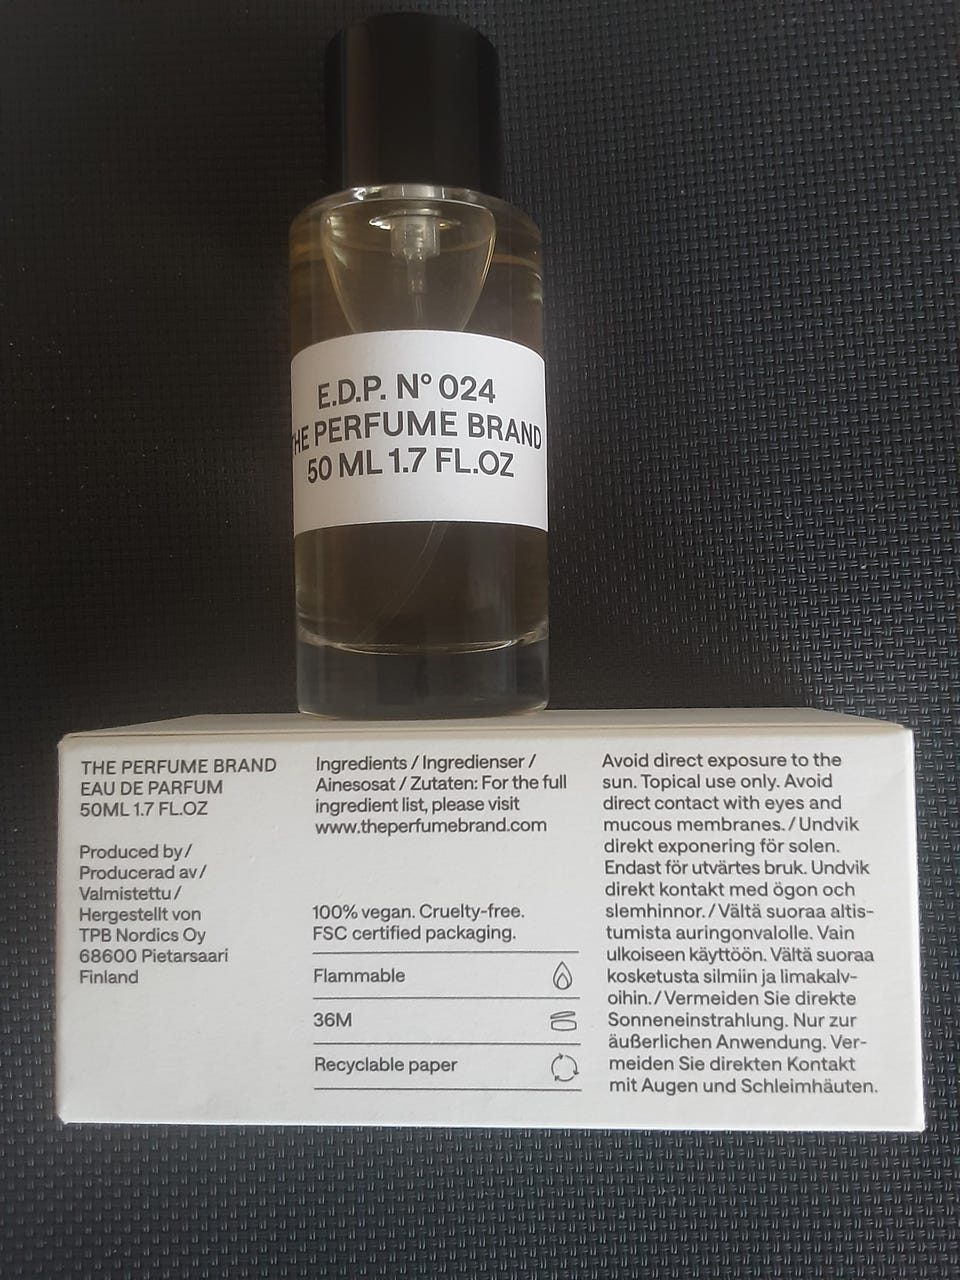 E.D.P. Nº 024
THE PERFUME BRAND
50 ML 1.7 FL.OZ
THE PERFUME BRAND
EAU DE PARFUM
50ML 1.7 FL.OZ
Produced by /
Producerad av /
Valmistettu /
Hergestellt von
TPB Nordics Oy
68600 Pietarsaari
Finland
Ingredients / Ingredienser /
Ainesosat / Zutaten: For the full
ingredient list, please visit
www.theperfumebrand.com
100% vegan. Cruelty-free.
FSC certified packaging.
Flammable
36M
Recyclable paper
Avoid direct exposure to the
sun. Topical use only. Avoid
direct contact with eyes and
mucous membranes. / Undvik
direkt exponering för solen.
Endast för utvärtes bruk. Undvik
direkt kontakt med ögon och
slemhinnor. / Vältä suoraa altis-
tumista auringonvalolle. Vain
ulkoiseen käyttöön. Vältä suoraa
kosketusta silmiin ja limakalv-
oihin. / Vermeiden Sie direkte
Sonneneinstrahlung. Nur zur
äußerlichen Anwendung. Ver-
meiden Sie direkten Kontakt
mit Augen und Schleimhäuten.